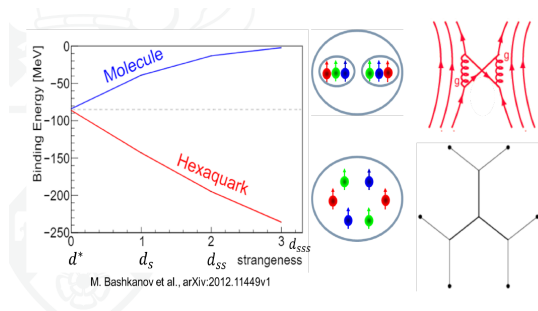 Binding Energy [MeV]
0
-50
-100
-150
-200
-250
Molecule
Hexaquark
0
1
2
3
d*
d_s
d_ss
d_sss
strangeness
M. Bashkanov et al., arXiv:2012.11449v1
g
g